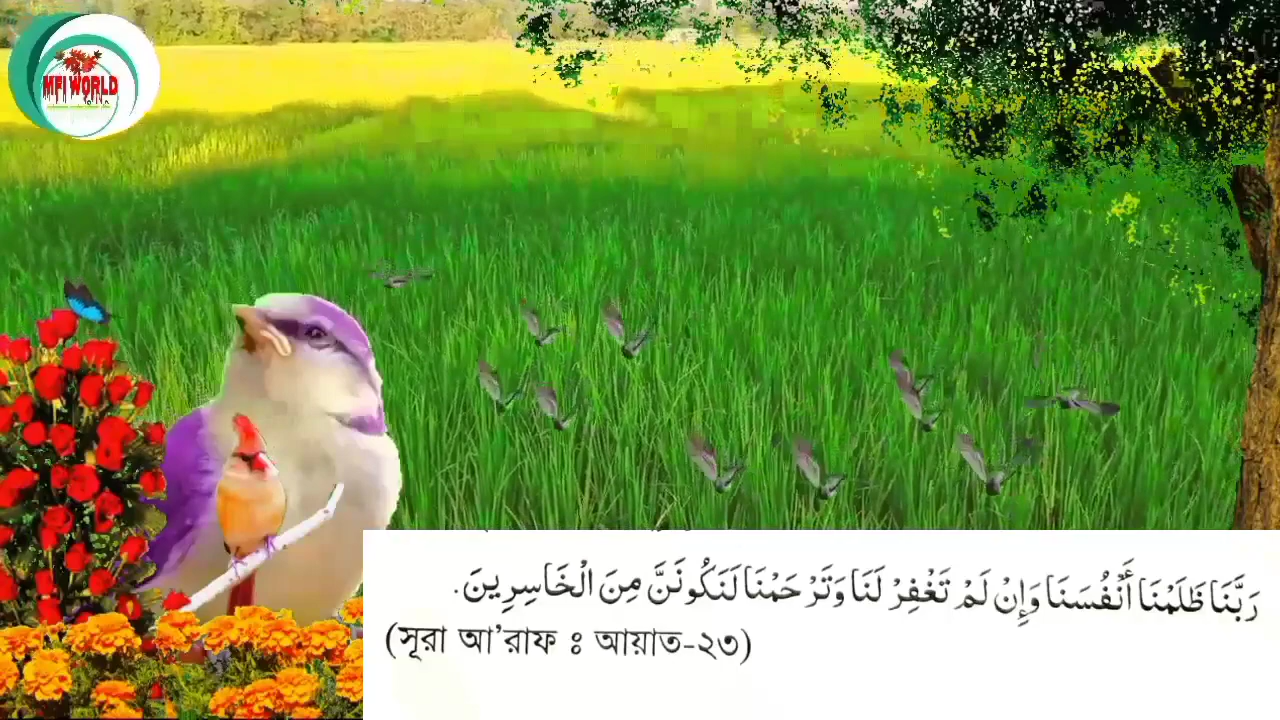 MFI WORLD
رَبَّنَا ظَلَمْنَا أَنْفُسَنَا وَإِنْ لَمْ تَغْفِرْ لَنَا وَتَرْحَمْنَا لَنَكُونَنَّ مِنَ الْخَاسِرِينَ.
(সূরা আ’রাফ ঃ আয়াত-২৩)